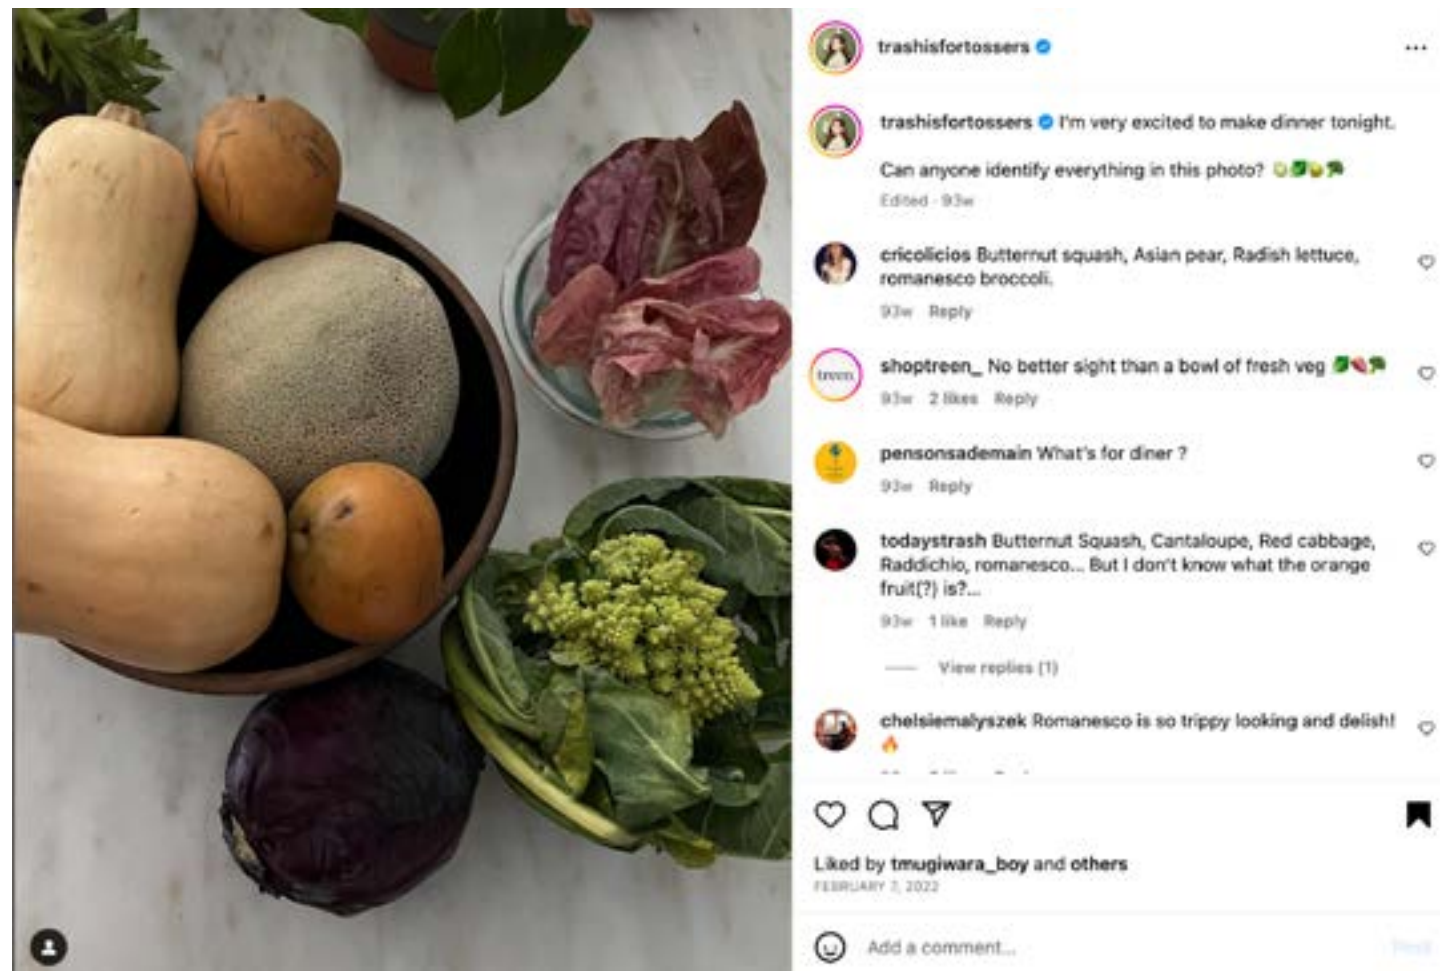 trashisfortossers
trashisfortossers I'm very excited to make dinner tonight.
Can anyone identify everything in this photo?
Edited · 93w
cricolicios Butternut squash, Asian pear, Radish lettuce,
romanesco broccoli.
93w Reply
treen
shoptreen_ No better sight than a bowl of fresh veg
93w 2 likes Reply
pensonsademain What's for diner ?
93w Reply
todaystrash Butternut Squash, Cantaloupe, Red cabbage,
Raddichio, romanesco... But I don't know what the orange
fruit(?) is?...
93w 1 like Reply
View replies (1)
chelsiemalyszek Romanesco is so trippy looking and delish!
Liked by tmugiwara_boy and others
FEBRUARY 7, 2022
Add a comment...
Post